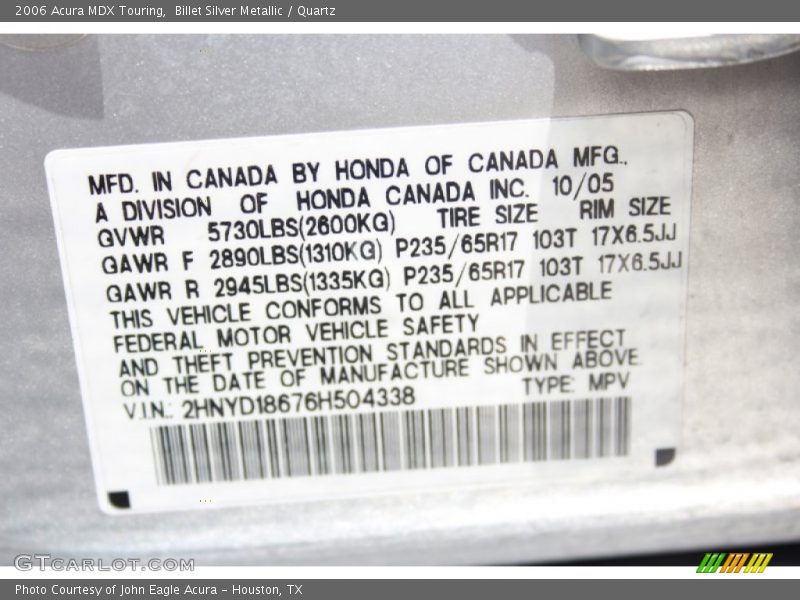 2006 Acura MDX Touring, Billet Silver Metallic / Quartz
MFD. IN CANADA BY HONDA OF CANADA MFG.,
A DIVISION OF HONDA CANADA INC. 10/05
GVWR 5730LBS(2600KG) TIRE SIZE RIM SIZE
GAWR F 2890LBS(1310KG) P235/65R17 103T 17X6.5JJ
GAWR R 2945LBS(1335KG) P235/65R17 103T 17X6.5JJ
THIS VEHICLE CONFORMS TO ALL APPLICABLE
FEDERAL MOTOR VEHICLE SAFETY
AND THEFT PREVENTION STANDARDS IN EFFECT
ON THE DATE OF MANUFACTURE SHOWN ABOVE.
V.I.N.: 2HNYD18676H504338 TYPE: MPV
GTCARLOT.COM
Photo Courtesy of John Eagle Acura - Houston, TX